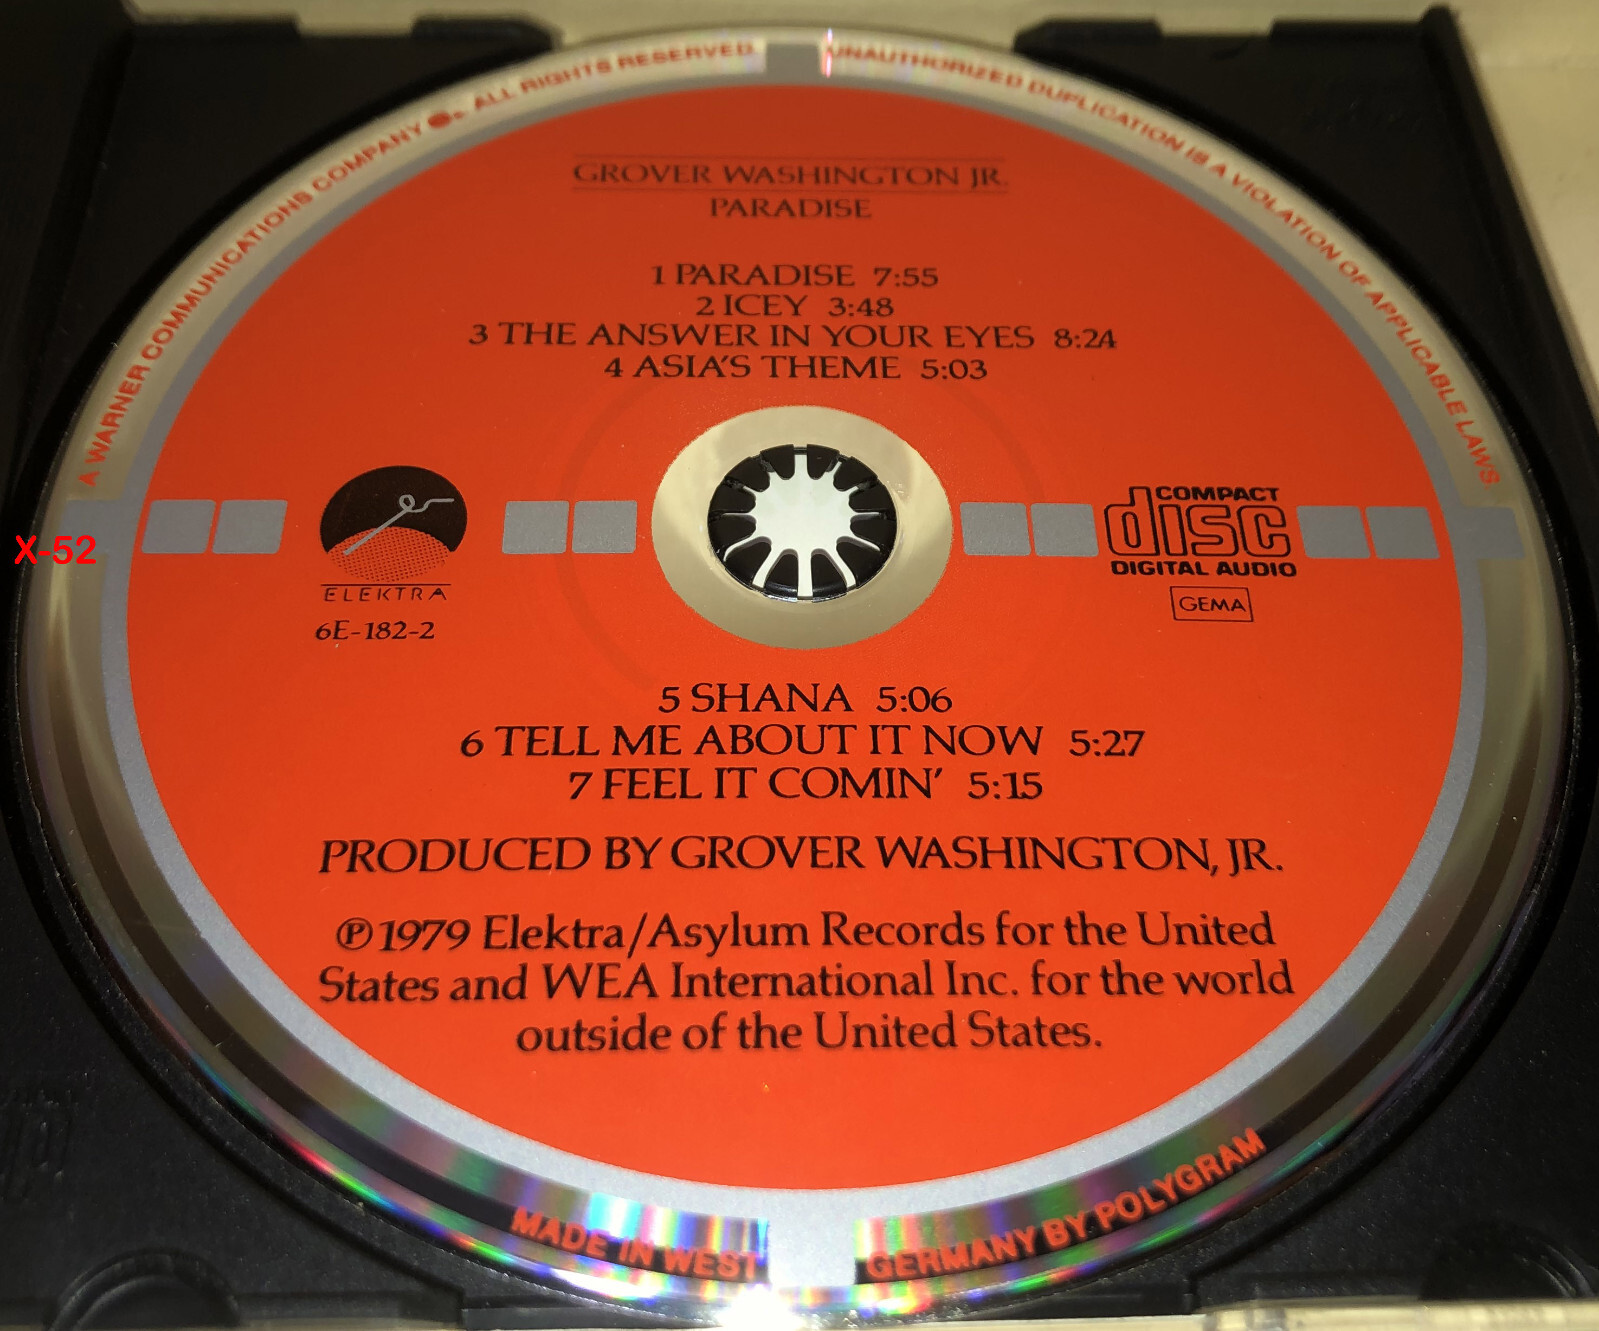 A WARNER COMMUNICATIONS COMPANY. ALL RIGHTS RESERVED.
UNAUTHORIZED DUPLICATION IS A VIOLATION OF APPLICABLE LAWS
GROVER WASHINGTON JR.
PARADISE
1 PARADISE 7:55
2 ICEY 3:48
3 THE ANSWER IN YOUR EYES 8:24
4 ASIA'S THEME 5:03
X-52
ELEKTRA
6E-182-2
COMPACT
disc
DIGITAL AUDIO
GEMA
5 SHANA 5:06
6 TELL ME ABOUT IT NOW 5:27
7 FEEL IT COMIN' 5:15
PRODUCED BY GROVER WASHINGTON, JR.
℗ 1979 Elektra/Asylum Records for the United
States and WEA International Inc. for the world
outside of the United States.
MADE IN WEST GERMANY BY POLYGRAM